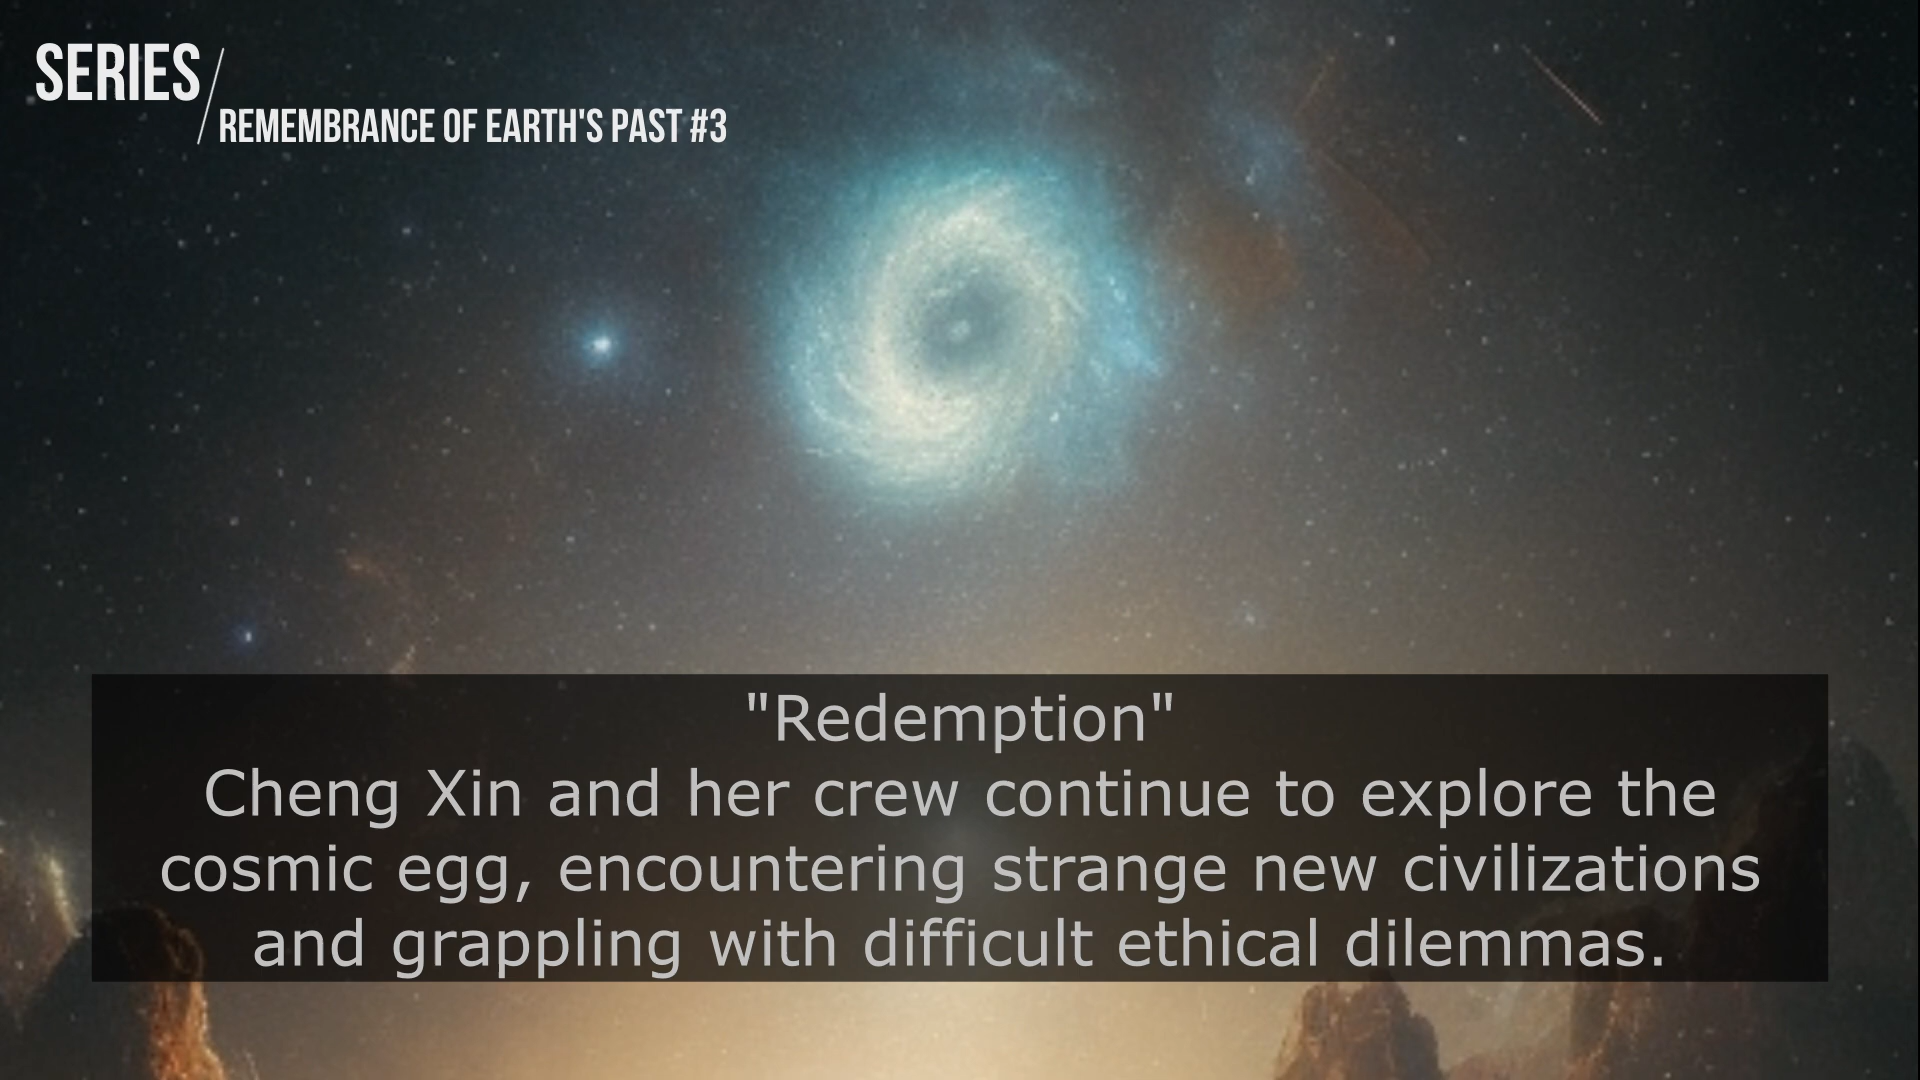 SERIES
REMEMBRANCE OF EARTH'S PAST #3
"Redemption"
Cheng Xin and her crew continue to explore the
cosmic egg, encountering strange new civilizations
and grappling with difficult ethical dilemmas.